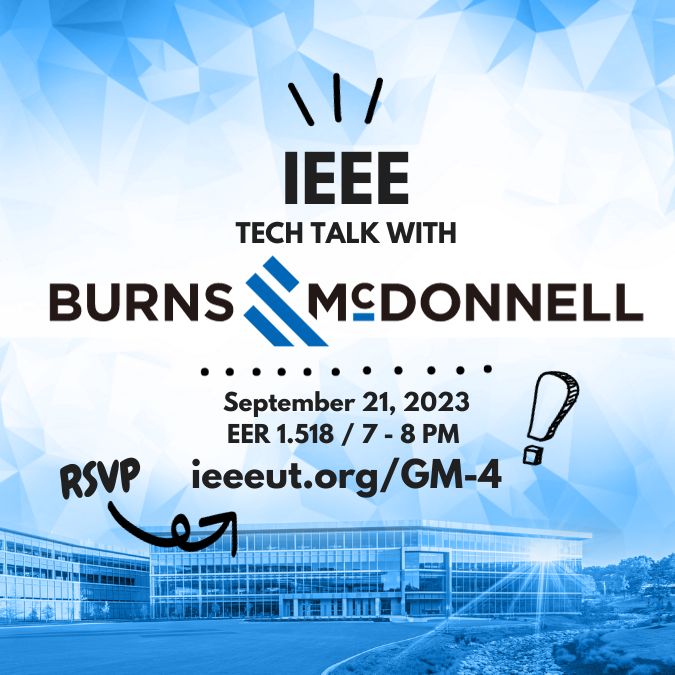 IEEE
TECH TALK WITH
BURNS & McDONNELL
September 21, 2023
EER 1.518 / 7 - 8 PM
RSVP ieeeut.org/GM-4